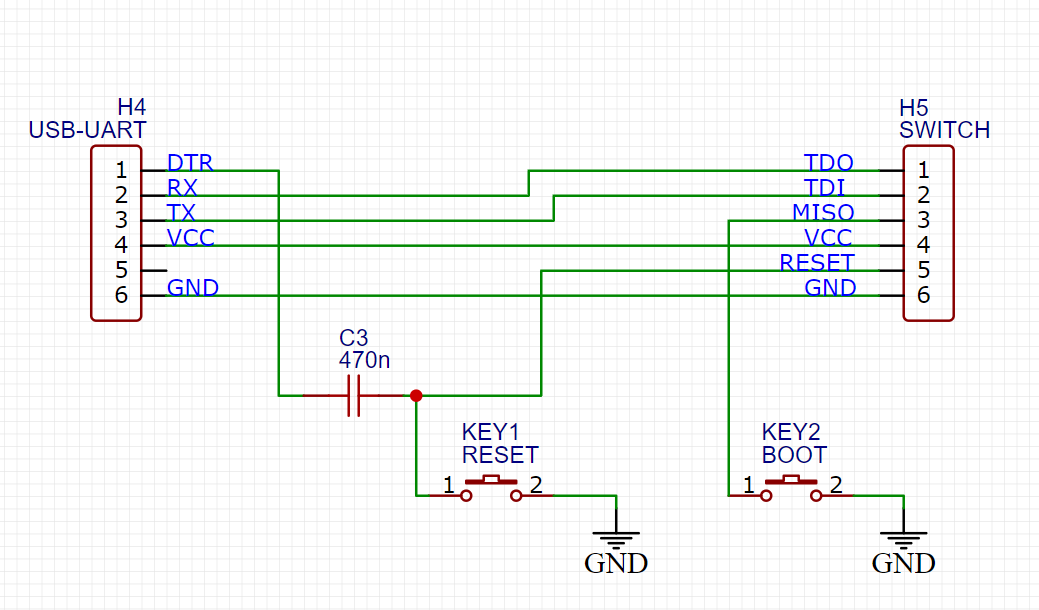 H4
USB-UART
1 DTR
2 RX
3 TX
4 VCC
5
6 GND
H5
SWITCH
TDO 1
TDI 2
MISO 3
VCC 4
RESET 5
GND 6
C3
470n
KEY1
RESET
1 2
GND
KEY2
BOOT
1 2
GND